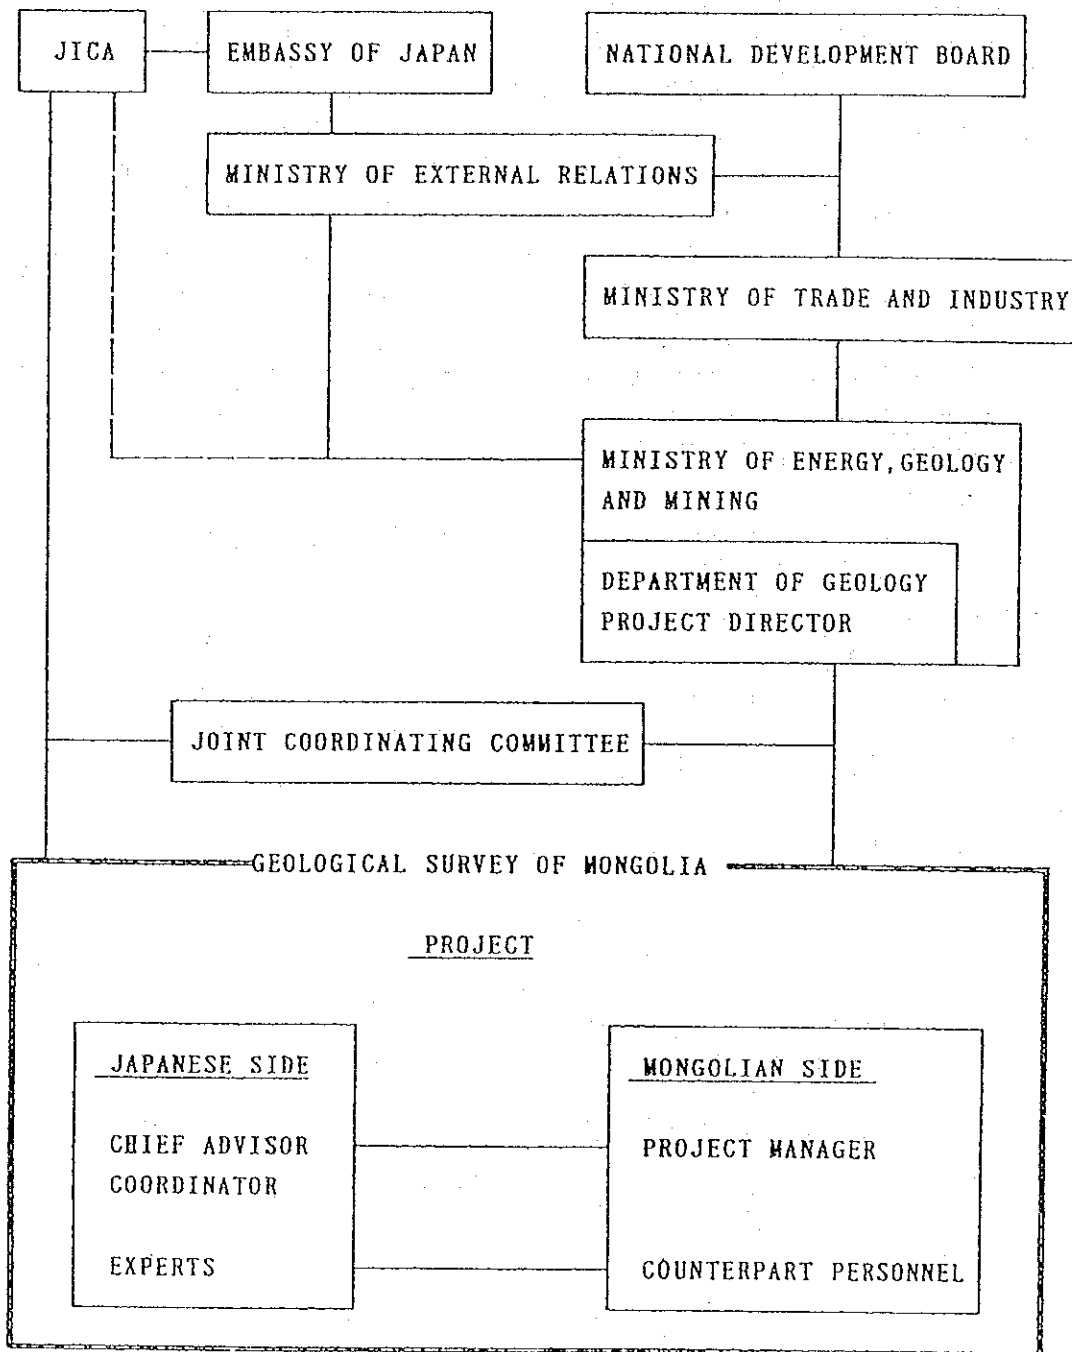 JICA
EMBASSY OF JAPAN
NATIONAL DEVELOPMENT BOARD
MINISTRY OF EXTERNAL RELATIONS
MINISTRY OF TRADE AND INDUSTRY
MINISTRY OF ENERGY, GEOLOGY
AND MINING
DEPARTMENT OF GEOLOGY
PROJECT DIRECTOR
JOINT COORDINATING COMMITTEE
GEOLOGICAL SURVEY OF MONGOLIA
PROJECT
JAPANESE SIDE
CHIEF ADVISOR
COORDINATOR
EXPERTS
MONGOLIAN SIDE
PROJECT MANAGER
COUNTERPART PERSONNEL